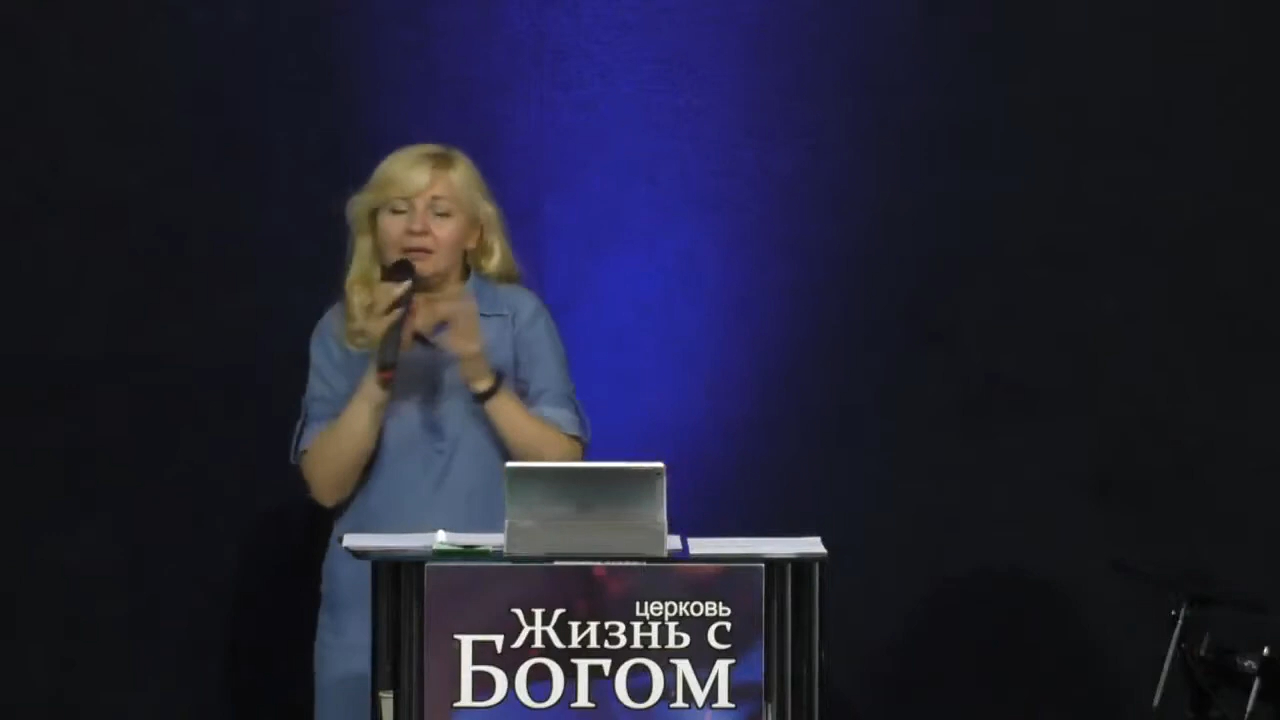 церковь
Жизнь с
Богом